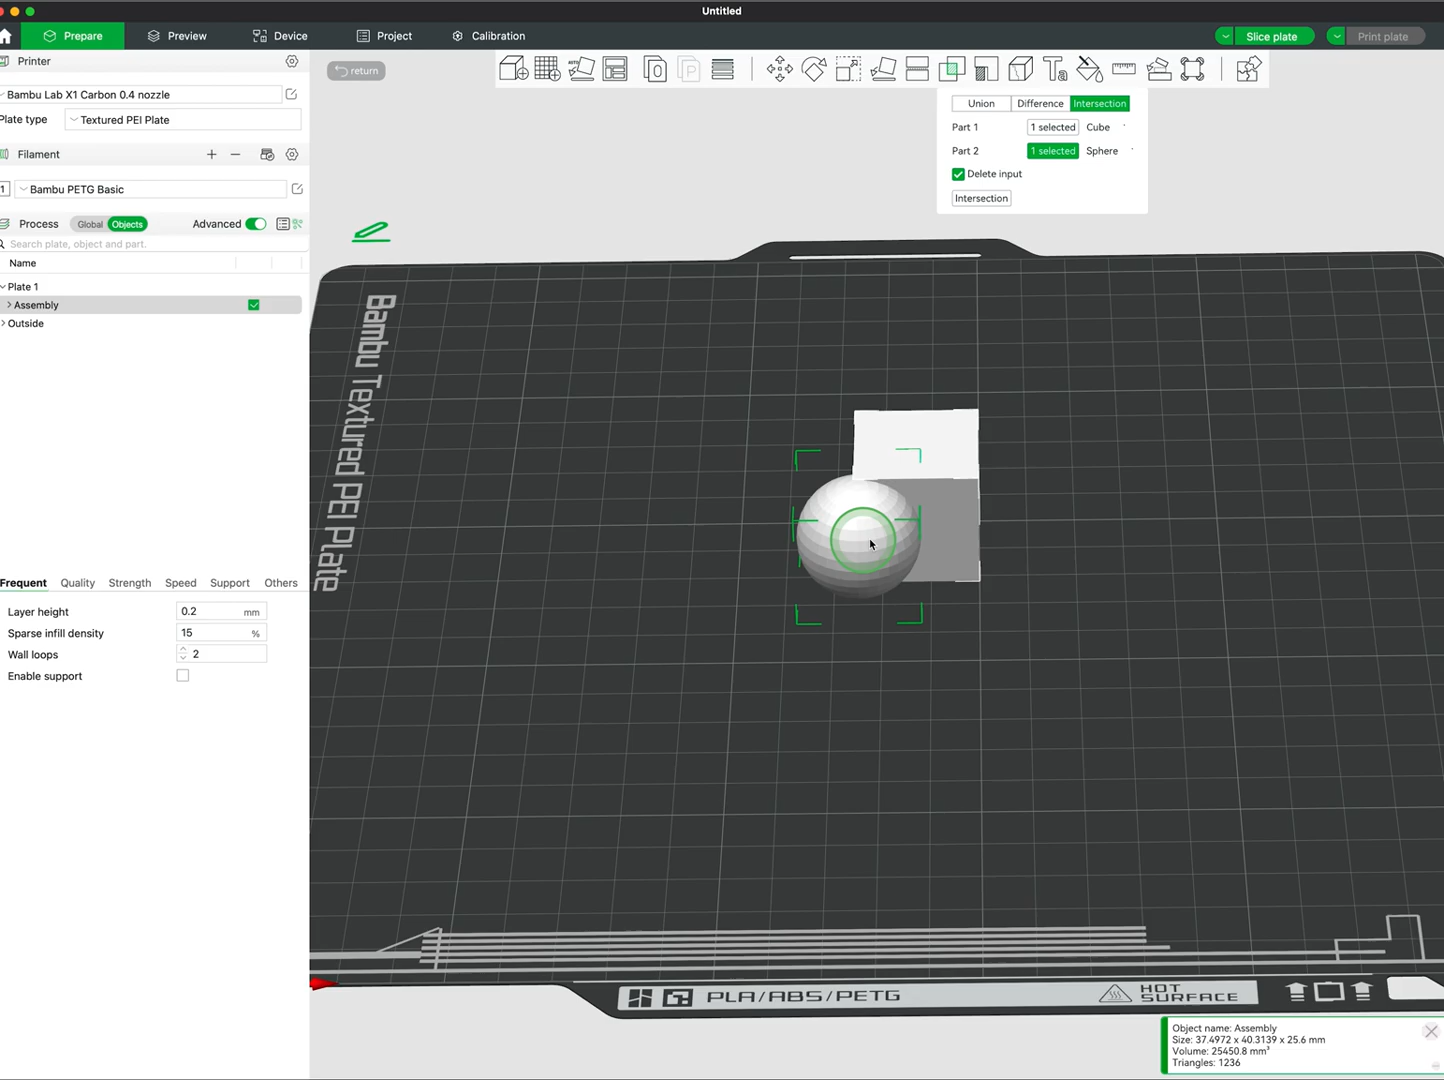 Untitled
Prepare
Preview
Device
Project
Calibration
Slice plate
Print plate
Printer
return
Bambu Lab X1 Carbon 0.4 nozzle
Plate type
Textured PEI Plate
Filament
1
Bambu PETG Basic
Process
Global
Objects
Advanced
Search plate, object and part.
Name
Plate 1
Assembly
Outside
Union
Difference
Intersection
Part 1
1 selected
Cube
Part 2
1 selected
Sphere
Delete input
Intersection
Bambu Textured PEI Plate
Frequent
Quality
Strength
Speed
Support
Others
Layer height
0.2
mm
Sparse infill density
15
%
Wall loops
2
Enable support
PLA/ABS/PETG
HOT
SURFACE
Object name: Assembly
Size: 37.4972 x 40.3139 x 25.6 mm
Volume: 25450.8 mm³
Triangles: 1236